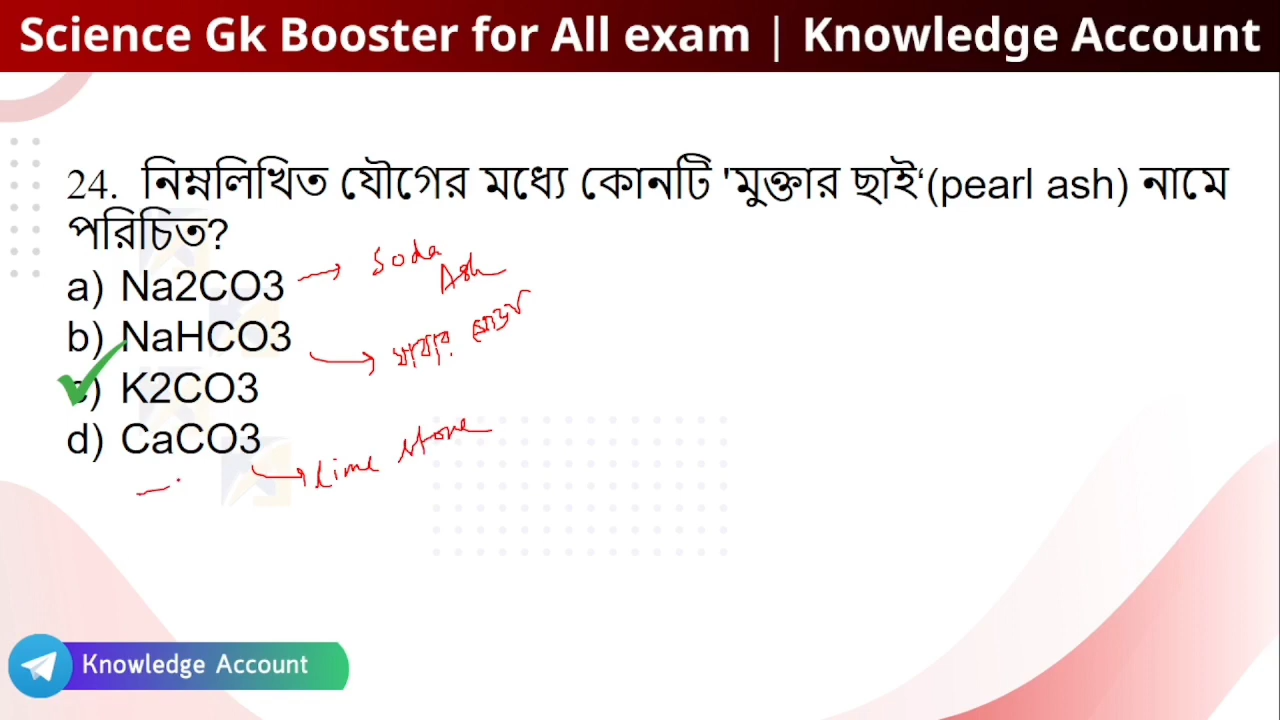 Science Gk Booster for All exam | Knowledge Account
24. নিম্নলিখিত যৌগের মধ্যে কোনটি 'মুক্তার ছাই‘(pearl ash) নামে
পরিচিত?
a) Na2CO3 → Soda Ash
b) NaHCO3 → খাবার সোডা
c) K2CO3
d) CaCO3 → Lime stone
Knowledge Account